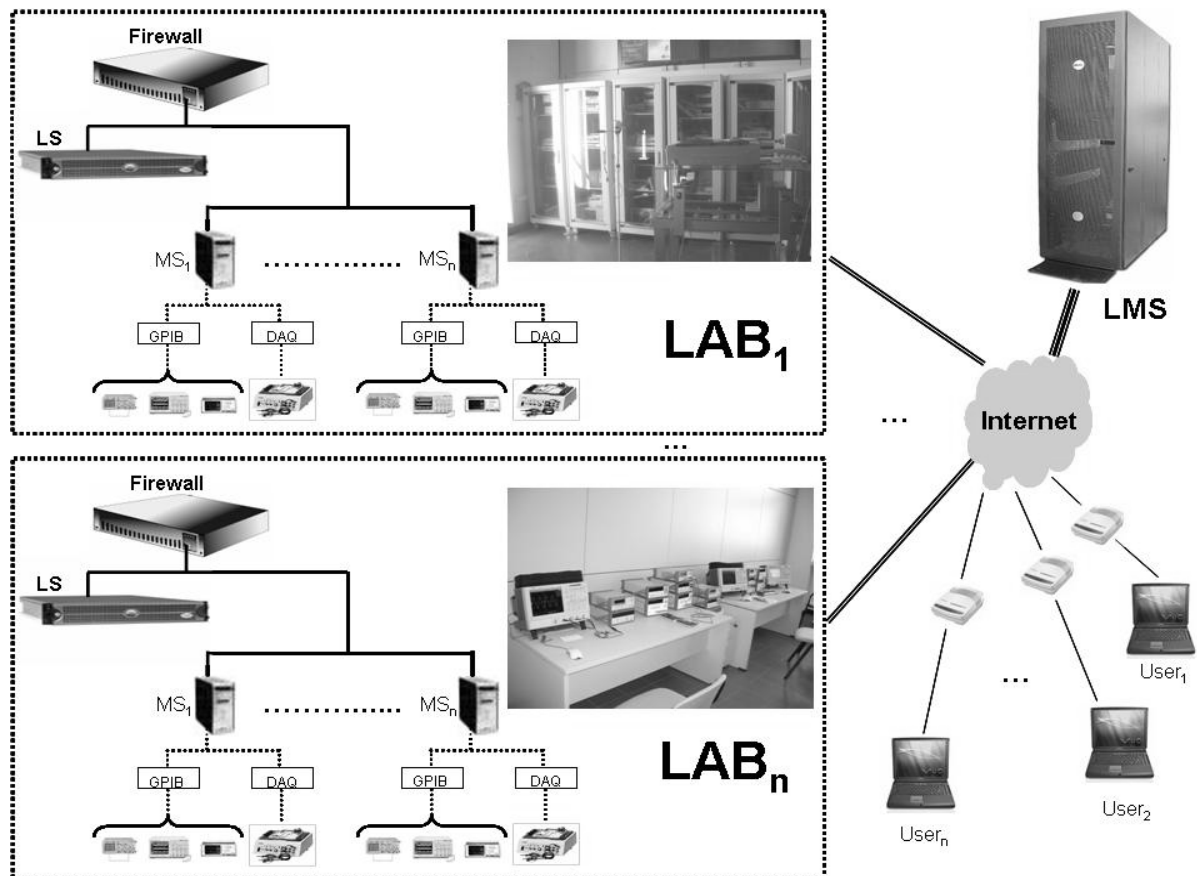 Firewall
LS
MS1 MSn
GPIB DAQ GPIB DAQ
LAB1
LMS
...
Internet
...
Firewall
LS
MS1 MSn
GPIB DAQ GPIB DAQ
LABn
User1
...
User2
Usern